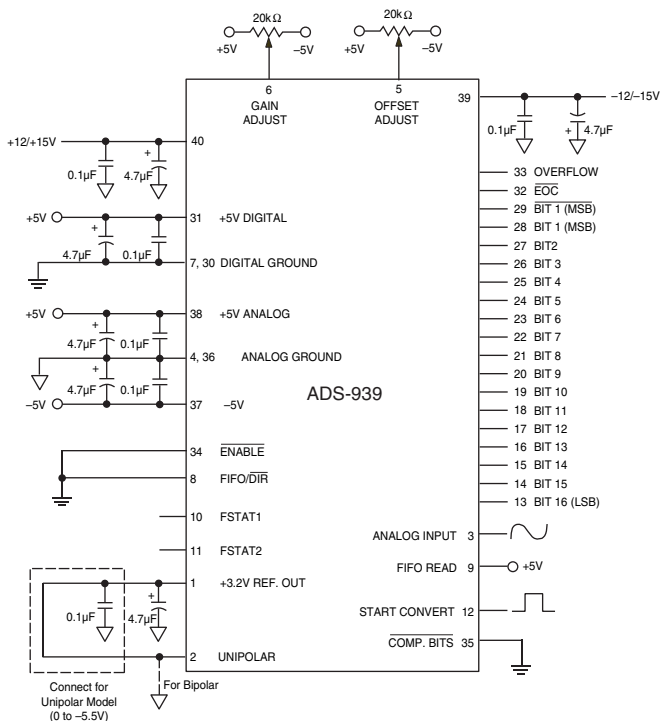 20kΩ
+5V
–5V
20kΩ
+5V
–5V
6
GAIN
ADJUST
5
OFFSET
ADJUST
39
–12/–15V
0.1µF
+
4.7µF
+12/+15V
40
0.1µF
+
4.7µF
+5V
31
+5V DIGITAL
+
4.7µF
0.1µF
7, 30 DIGITAL GROUND
+5V
38
+5V ANALOG
+
4.7µF
0.1µF
4, 36
ANALOG GROUND
+
4.7µF
0.1µF
–5V
37
–5V
34
ENABLE
8
FIFO/DIR
10
FSTAT1
11
FSTAT2
1
+3.2V REF. OUT
0.1µF
+
4.7µF
2
UNIPOLAR
For Bipolar
Connect for
Unipolar Model
(0 to –5.5V)
ADS-939
33 OVERFLOW
32 EOC
29 BIT 1 (MSB)
28 BIT 1 (MSB)
27 BIT2
26 BIT 3
25 BIT 4
24 BIT 5
23 BIT 6
22 BIT 7
21 BIT 8
20 BIT 9
19 BIT 10
18 BIT 11
17 BIT 12
16 BIT 13
15 BIT 14
14 BIT 15
13 BIT 16 (LSB)
ANALOG INPUT 3
FIFO READ 9
+5V
START CONVERT 12
COMP. BITS 35